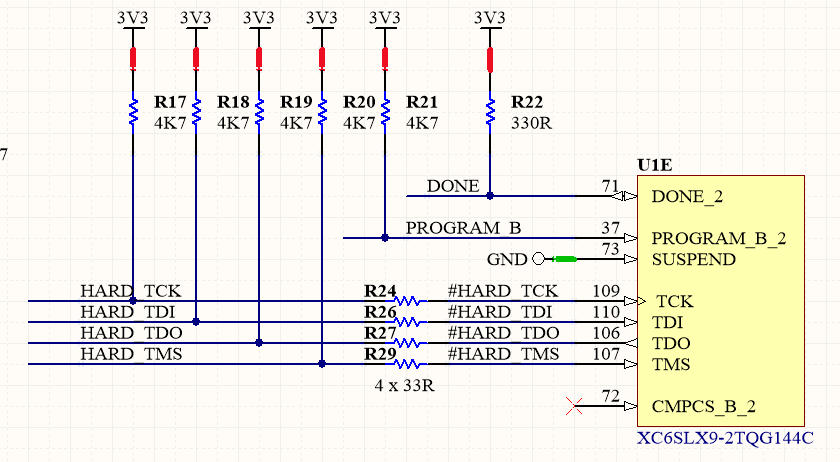 3V3 3V3 3V3 3V3 3V3 3V3
R17 R18 R19 R20 R21 R22
4K7 4K7 4K7 4K7 4K7 330R
7
U1E
DONE 71 DONE_2
PROGRAM_B 37 PROGRAM_B_2
GND 73 SUSPEND
HARD_TCK R24 #HARD_TCK 109 TCK
HARD_TDI R26 #HARD_TDI 110 TDI
HARD_TDO R27 #HARD_TDO 106 TDO
HARD_TMS R29 #HARD_TMS 107 TMS
4 x 33R
72 CMPCS_B_2
XC6SLX9-2TQG144C